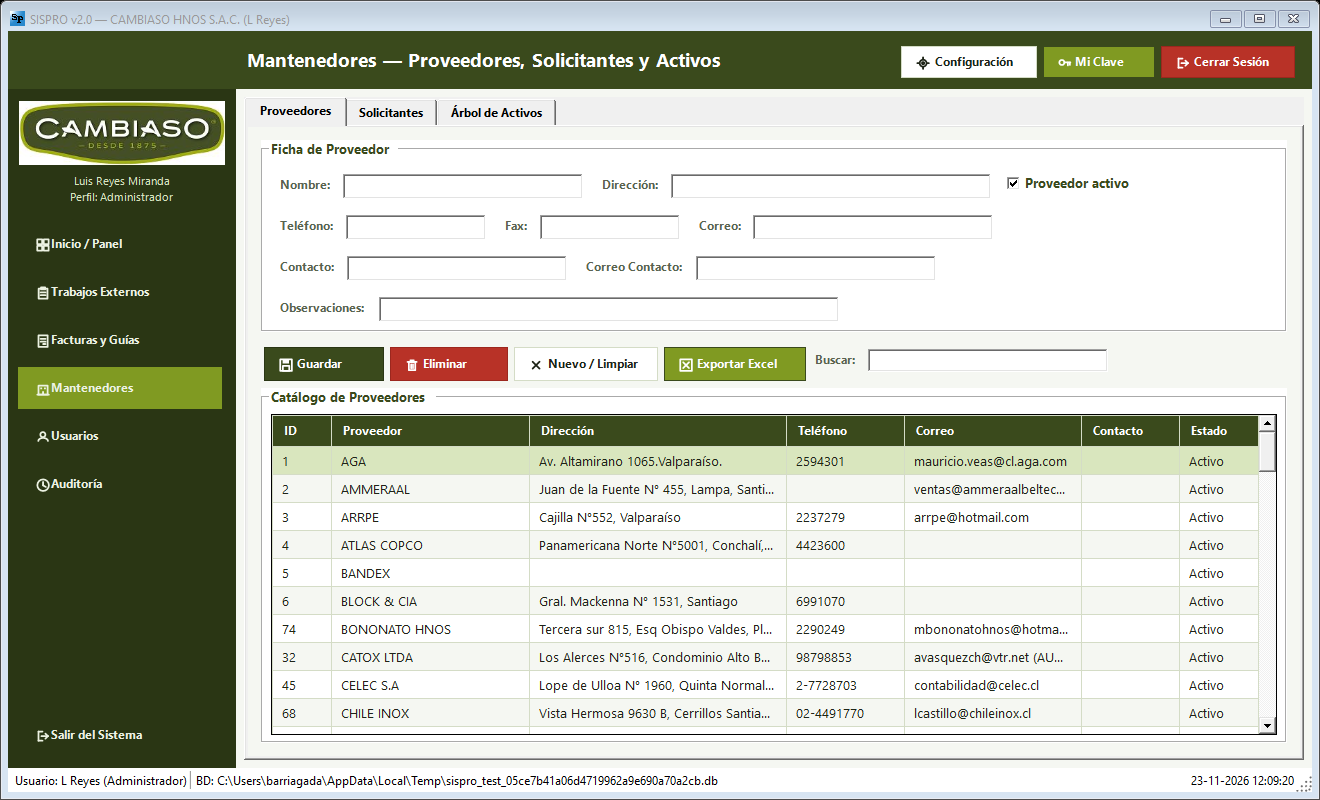 SISPRO v2.0 — CAMBIASO HNOS S.A.C. (L Reyes)
Mantenedores — Proveedores, Solicitantes y Activos
Configuración
Mi Clave
Cerrar Sesión
CAMBIASO
DESDE 1875
Luis Reyes Miranda
Perfil: Administrador
Inicio / Panel
Trabajos Externos
Facturas y Guías
Mantenedores
Usuarios
Auditoría
Salir del Sistema
Proveedores Solicitantes Árbol de Activos
Ficha de Proveedor
Nombre: Dirección: Proveedor activo
Teléfono: Fax: Correo:
Contacto: Correo Contacto:
Observaciones:
Guardar Eliminar Nuevo / Limpiar Exportar Excel Buscar:
Catálogo de Proveedores
ID Proveedor Dirección Teléfono Correo Contacto Estado
1 AGA Av. Altamirano 1065.Valparaíso. 2594301 mauricio.veas@cl.aga.com Activo
2 AMMERAAL Juan de la Fuente N° 455, Lampa, Santi... ventas@ammeraalbeltec... Activo
3 ARRPE Cajilla N°552, Valparaíso 2237279 arrpe@hotmail.com Activo
4 ATLAS COPCO Panamericana Norte N°5001, Conchalí,... 4423600 Activo
5 BANDEX Activo
6 BLOCK & CIA Gral. Mackenna N° 1531, Santiago 6991070 Activo
74 BONONATO HNOS Tercera sur 815, Esq Obispo Valdes, Pl... 2290249 mbononatohnos@hotma... Activo
32 CATOX LTDA Los Alerces N°516, Condominio Alto B... 98798853 avasquezch@vtr.net (AU... Activo
45 CELEC S.A Lope de Ulloa N° 1960, Quinta Normal... 2-7728703 contabilidad@celec.cl Activo
68 CHILE INOX Vista Hermosa 9630 B, Cerrillos Santia... 02-4491770 lcastillo@chileinox.cl Activo
Usuario: L Reyes (Administrador) BD: C:\Users\barriagada\AppData\Local\Temp\sispro_test_05ce7b41a06d4719962a9e690a70a2cb.db 23-11-2026 12:09:20